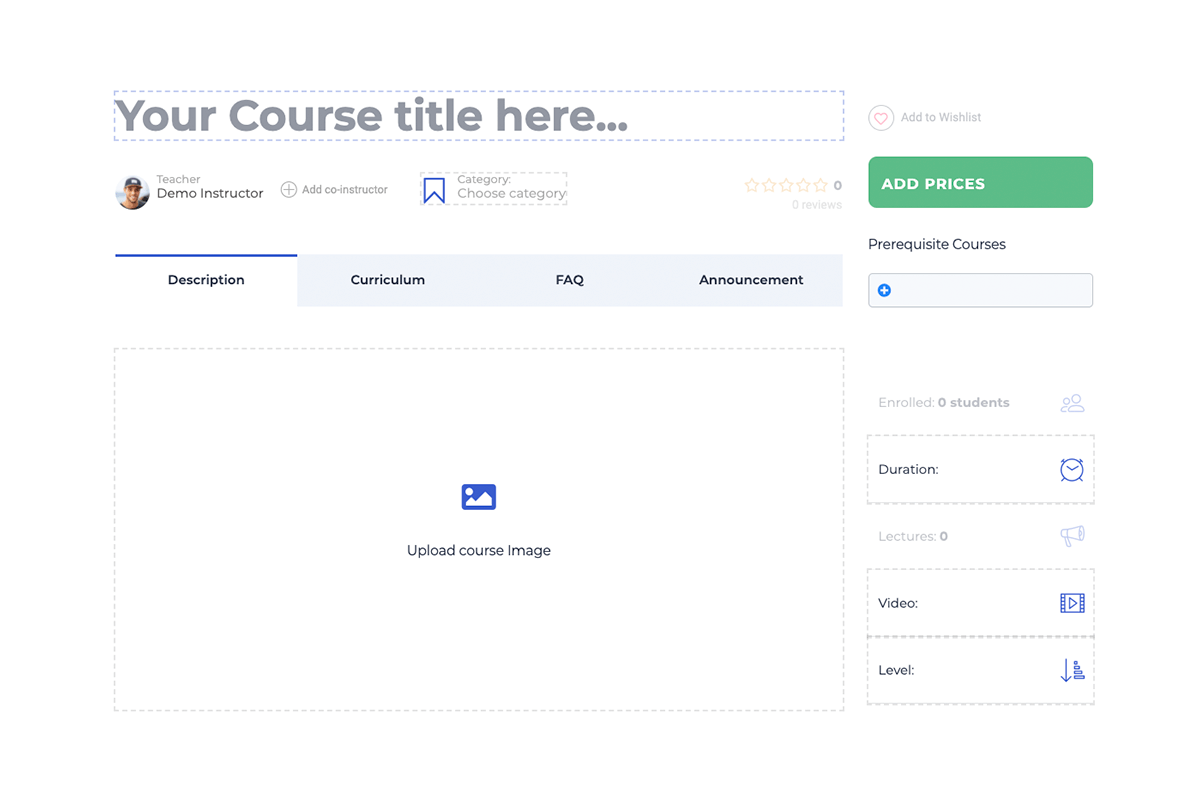 Your Course title here...
Add to Wishlist
Teacher
Demo Instructor
Add co-instructor
Category:
Choose category
0
0 reviews
ADD PRICES
Prerequisite Courses
Description
Curriculum
FAQ
Announcement
Upload course Image
Enrolled: 0 students
Duration:
Lectures: 0
Video:
Level: